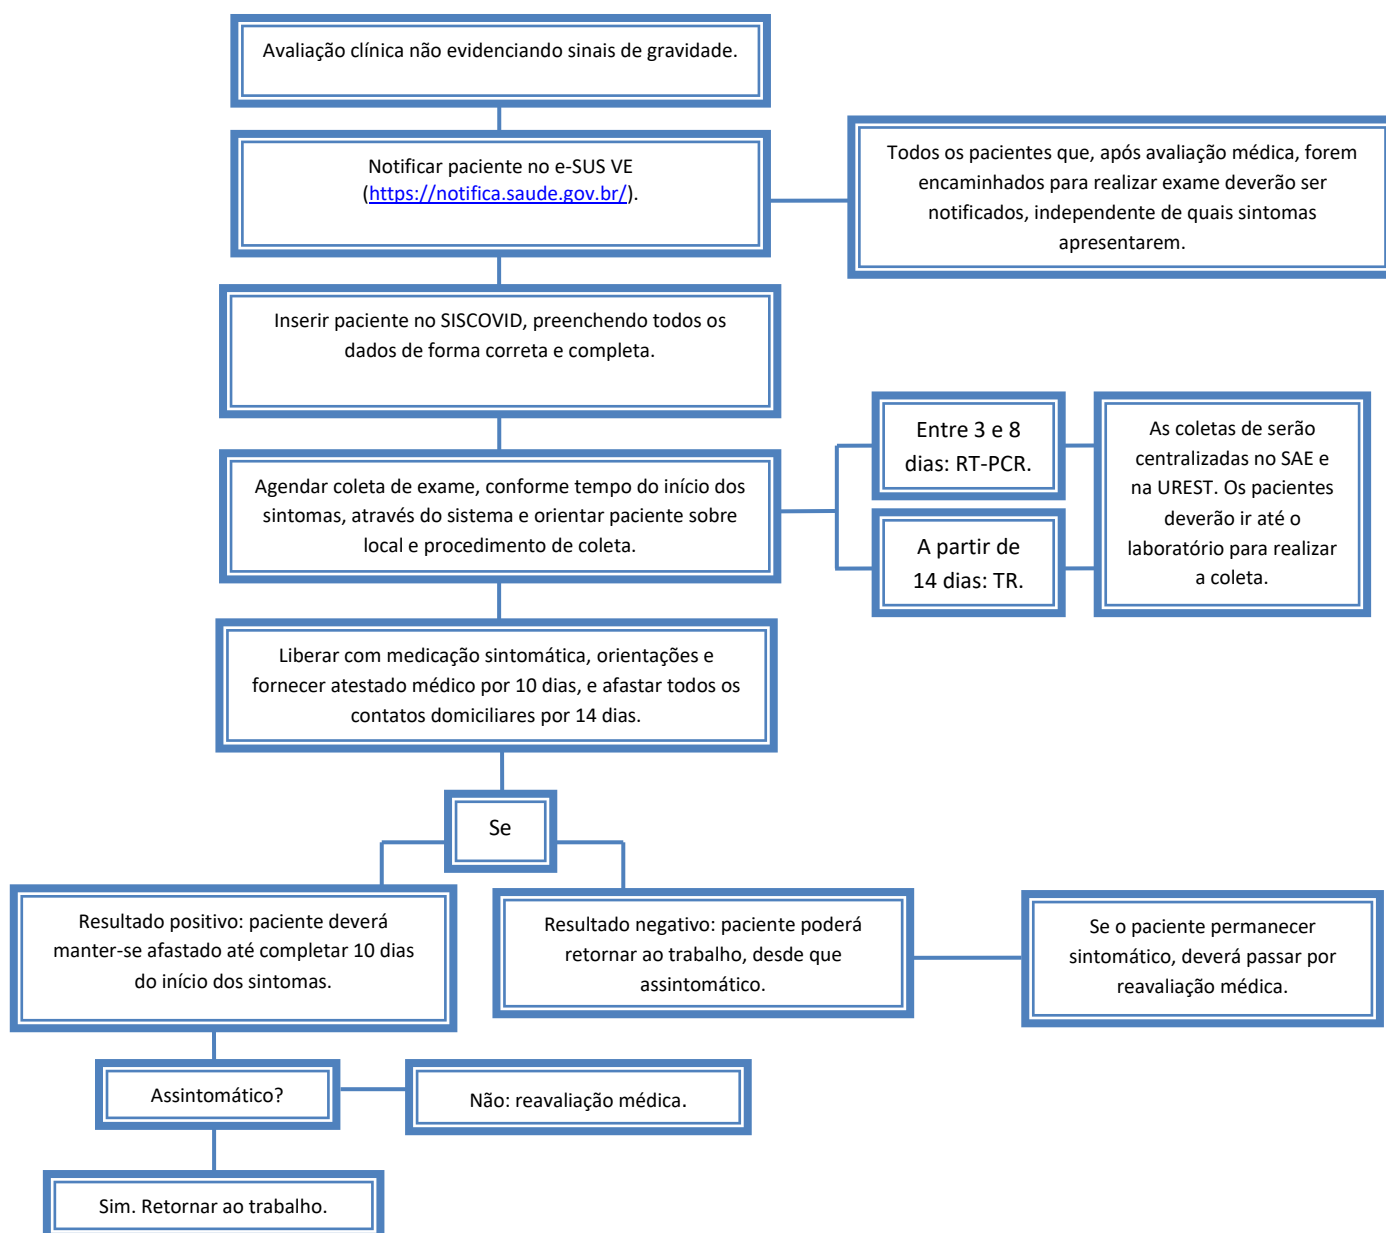 Avaliação clínica não evidenciando sinais de gravidade.
Notificar paciente no e-SUS VE
(https://notifica.saude.gov.br/).
Todos os pacientes que, após avaliação médica, forem
encaminhados para realizar exame deverão ser
notificados, independente de quais sintomas
apresentarem.
Inserir paciente no SISCOVID, preenchendo todos os
dados de forma correta e completa.
Agendar coleta de exame, conforme tempo do início dos
sintomas, através do sistema e orientar paciente sobre
local e procedimento de coleta.
Entre 3 e 8
dias: RT-PCR.
A partir de
14 dias: TR.
As coletas de serão
centralizadas no SAE e
na UREST. Os pacientes
deverão ir até o
laboratório para realizar
a coleta.
Liberar com medicação sintomática, orientações e
fornecer atestado médico por 10 dias, e afastar todos os
contatos domiciliares por 14 dias.
Se
Resultado positivo: paciente deverá
manter-se afastado até completar 10 dias
do início dos sintomas.
Resultado negativo: paciente poderá
retornar ao trabalho, desde que
assintomático.
Se o paciente permanecer
sintomático, deverá passar por
reavaliação médica.
Assintomático?
Não: reavaliação médica.
Sim. Retornar ao trabalho.